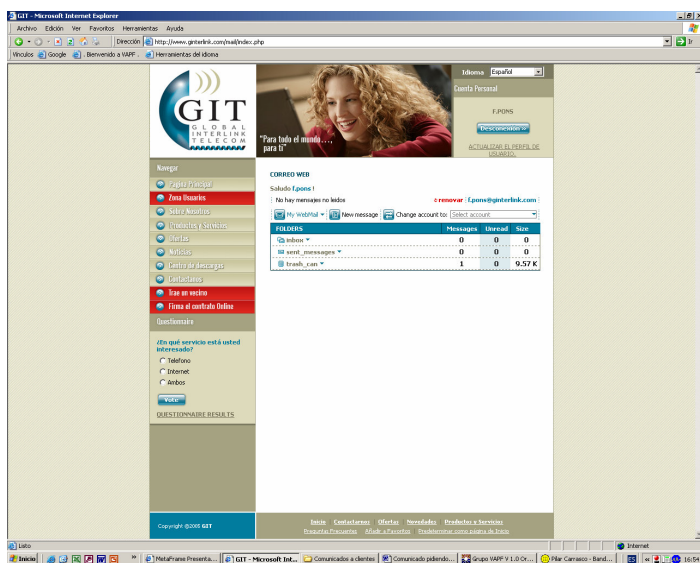 GIT - Microsoft Internet Explorer
Archivo Edición Ver Favoritos Herramientas Ayuda
Dirección http://www.ginterlink.com/mail/index.php Ir
Vínculos Google Bienvenido a VAPF . Herramientas del idioma
GIT
GLOBAL
INTERLINK
TELECOM
"Para todo el mundo...,
para ti"
Idioma Español
Cuenta Personal
F.PONS
Desconexion »
ACTUALIZAR EL PERFIL DE
USUARIO.
Navegar
Pagina Principal
Zona Usuarios
Sobre Nosotros
Productos y Servicios
Ofertas
Noticias
Centro de descargas
Contactanos
Trae un vecino
Firma el contrato Online
Questionnaire
¿En qué servicio está usted
interesado?
Telefono
Internet
Ambos
Vote
QUESTIONNAIRE RESULTS
CORREO WEB
Saludo f.pons !
No hay mensajes no leidos renovar f.pons@ginterlink.com
My WebMail New message Change account to: Select account
FOLDERS Messages Unread Size
inbox 0 0 0
sent_messages 0 0 0
trash_can 1 0 9.57 K
Copyright @2005 GIT
Inicio Contactarnos Ofertas Novedades Productos o Servicios
Preguntas Frecuentes Añadir a Favoritos Predeterminar como página de Inicio
Listo Internet
Inicio » MetaFrame Presenta... GIT - Microsoft Int... Comunicados a clientes Comunicado pidiendo... Grupo VAPF V 1.0 Or... Pilar Carrasco - Band... ES « 16:54